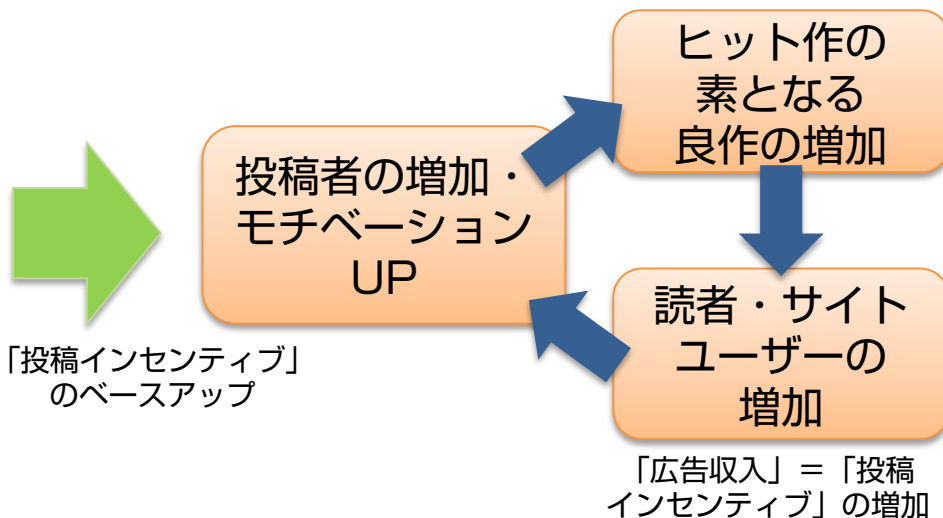 ヒット作の
素となる
良作の増加
投稿者の増加・
モチベーション
UP
「投稿インセンティブ」
のベースアップ
読者・サイト
ユーザーの
増加
「広告収入」＝「投稿
インセンティブ」の増加